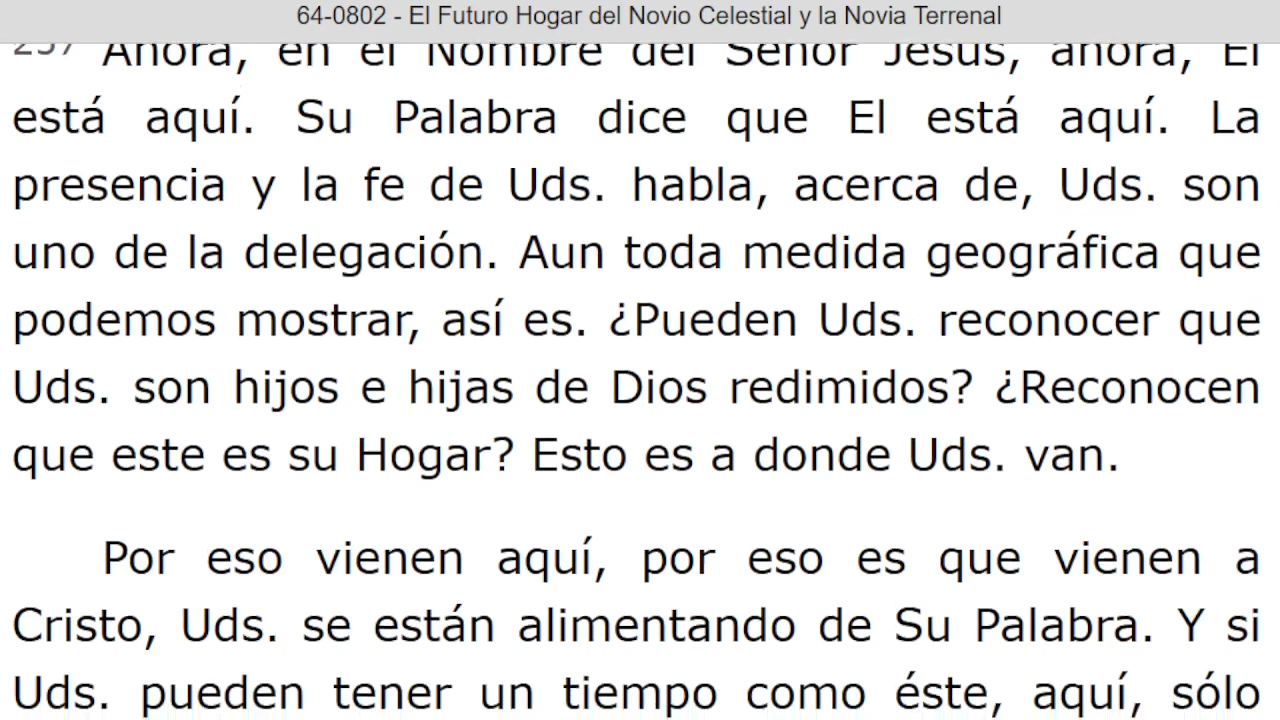 64-0802 - El Futuro Hogar del Novio Celestial y la Novia Terrenal
257 Ahora, en el Nombre del Señor Jesús, ahora, El
está aquí. Su Palabra dice que El está aquí. La
presencia y la fe de Uds. habla, acerca de, Uds. son
uno de la delegación. Aun toda medida geográfica que
podemos mostrar, así es. ¿Pueden Uds. reconocer que
Uds. son hijos e hijas de Dios redimidos? ¿Reconocen
que este es su Hogar? Esto es a donde Uds. van.
Por eso vienen aquí, por eso es que vienen a
Cristo, Uds. se están alimentando de Su Palabra. Y si
Uds. pueden tener un tiempo como éste, aquí, sólo